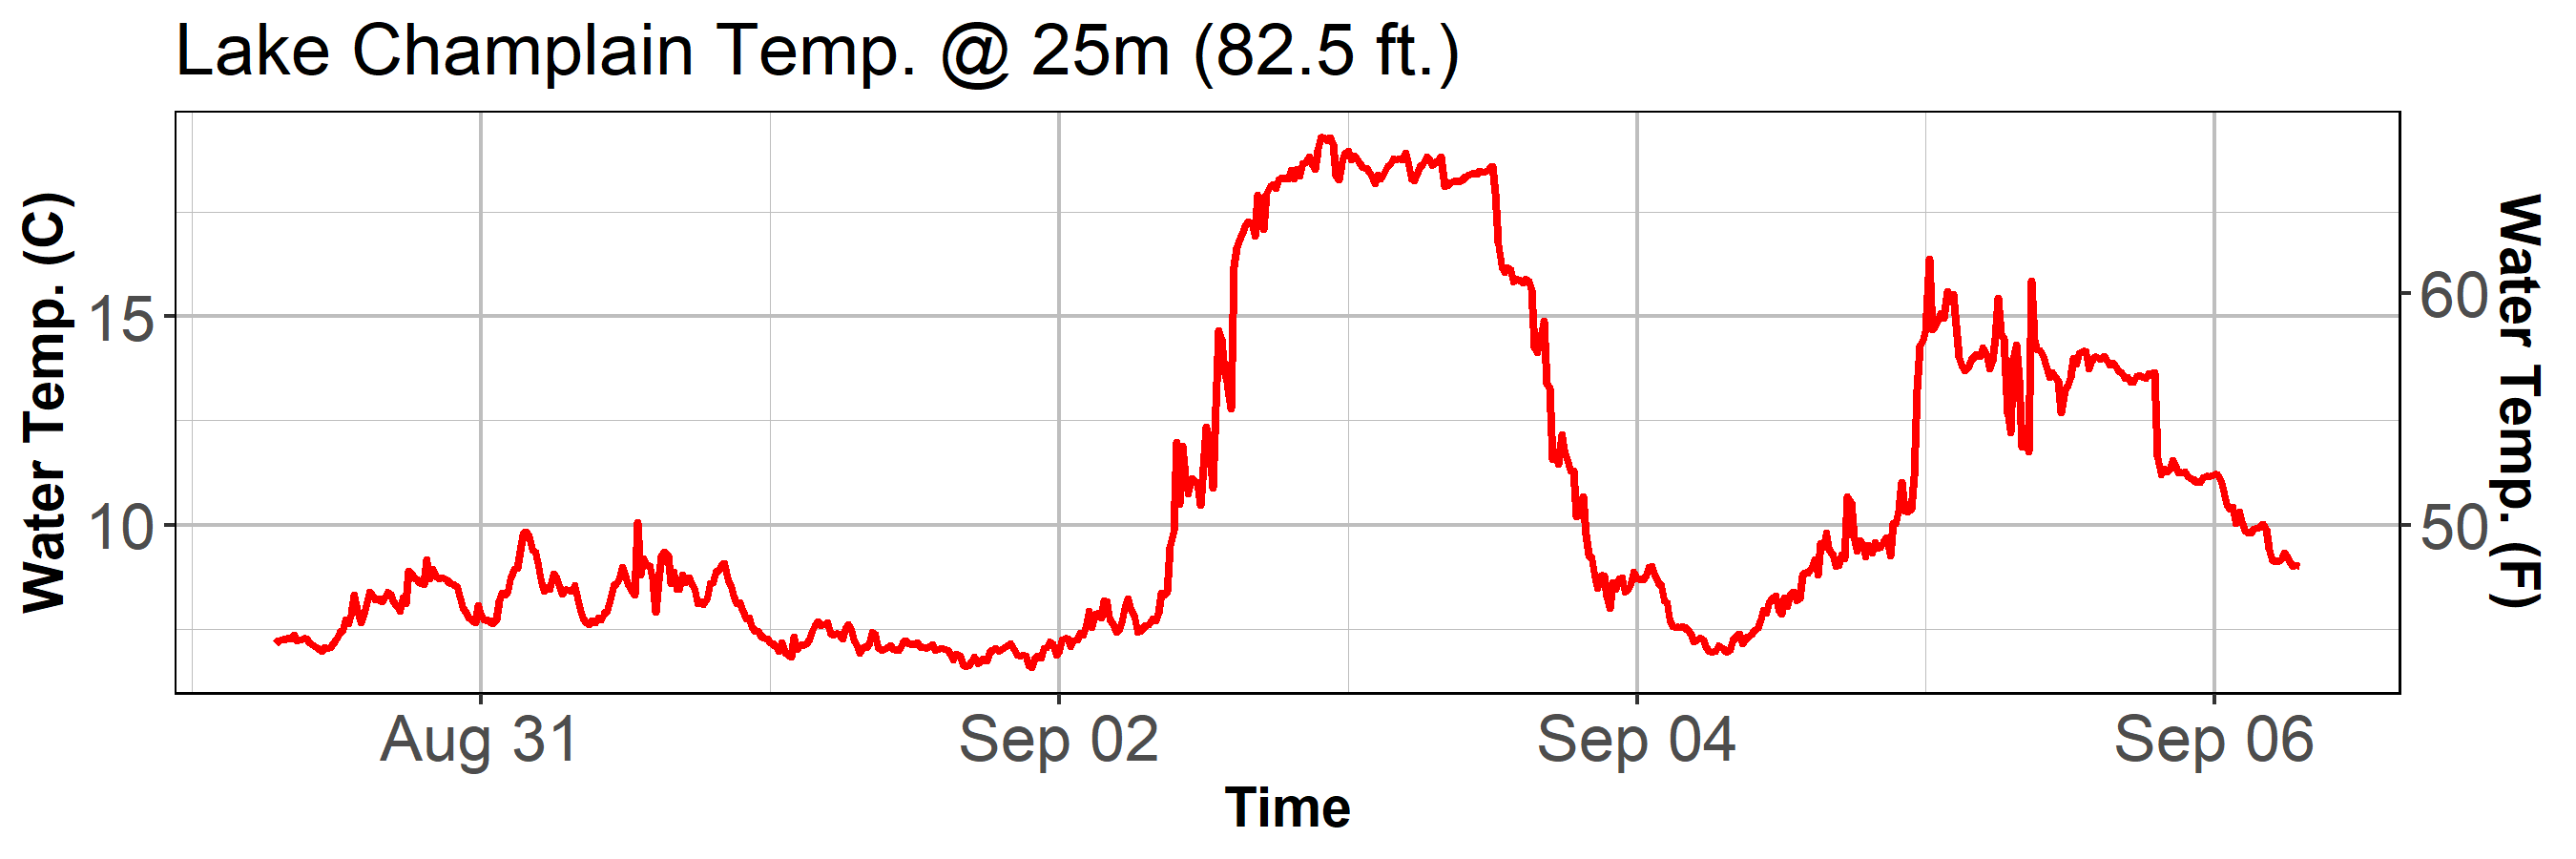 Lake Champlain Temp. @ 25m (82.5 ft.)
Water Temp. (C)
15
10
60
50
Water Temp. (F)
Aug 31 Sep 02 Sep 04 Sep 06
Time